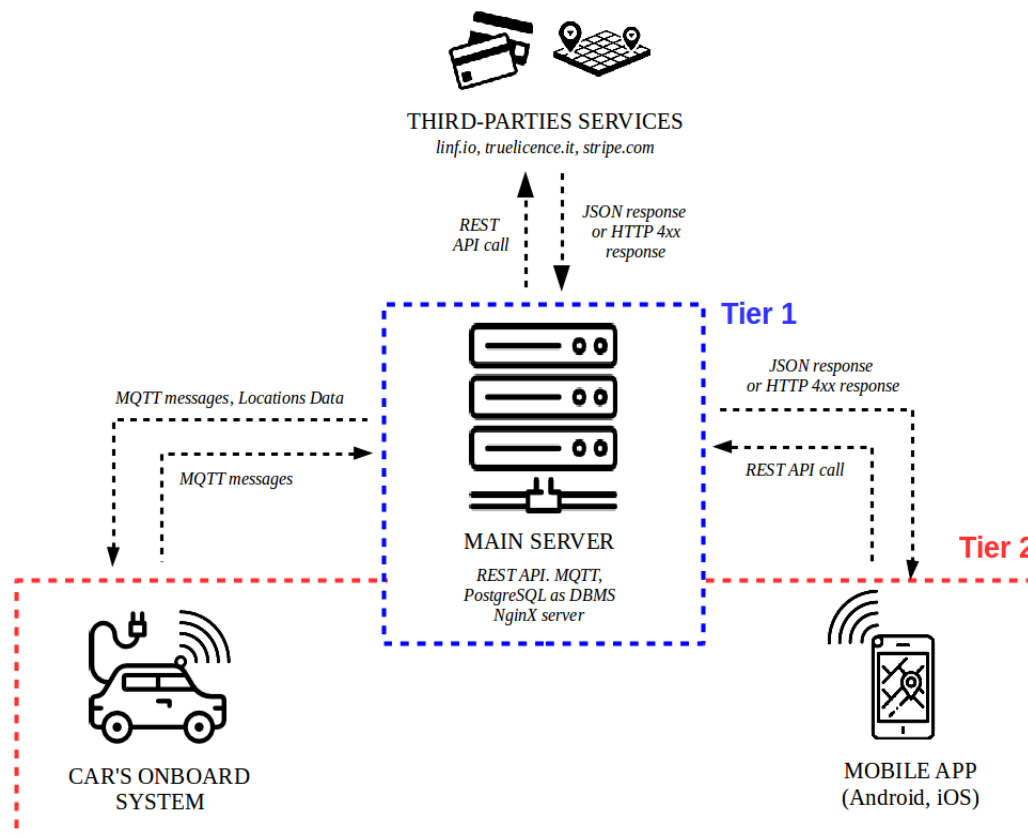 THIRD-PARTIES SERVICES
linf.io, truelicence.it, stripe.com
REST
API call
JSON response
or HTTP 4xx
response
Tier 1
JSON response
or HTTP 4xx response
MQTT messages, Locations Data
REST API call
MQTT messages
MAIN SERVER
Tier 2
REST API. MQTT,
PostgreSQL as DBMS
NginX server
CAR'S ONBOARD
SYSTEM
MOBILE APP
(Android, iOS)